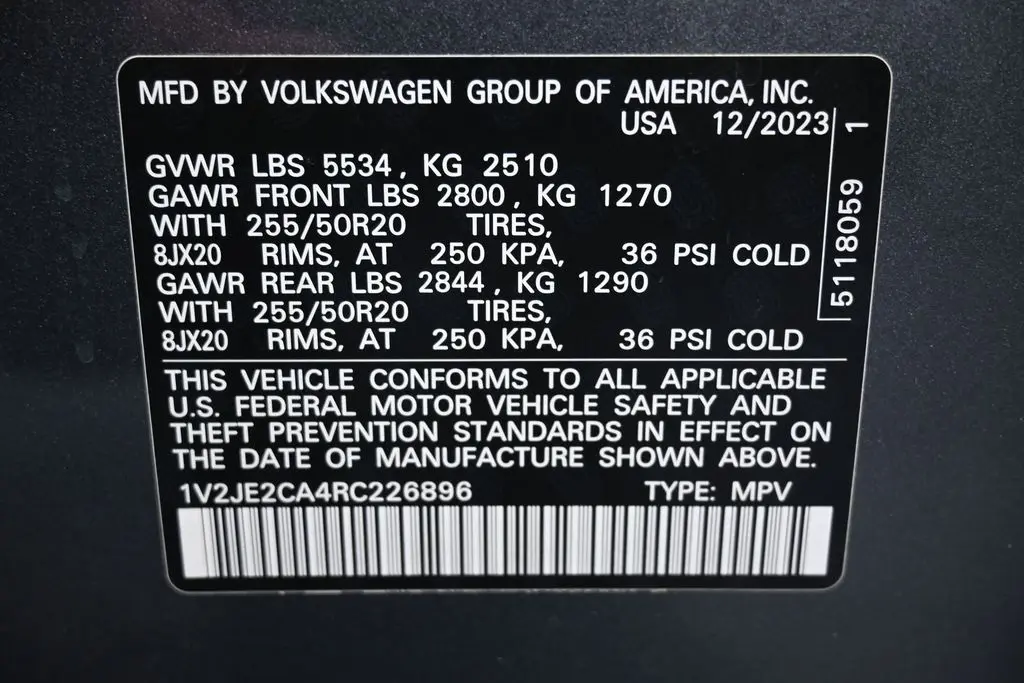 MFD BY VOLKSWAGEN GROUP OF AMERICA, INC.
USA 12/2023
GVWR LBS 5534, KG 2510
GAWR FRONT LBS 2800, KG 1270
WITH 255/50R20 TIRES,
8JX20 RIMS, AT 250 KPA, 36 PSI COLD
GAWR REAR LBS 2844, KG 1290
WITH 255/50R20 TIRES,
8JX20 RIMS, AT 250 KPA, 36 PSI COLD
5118059 1
THIS VEHICLE CONFORMS TO ALL APPLICABLE
U.S. FEDERAL MOTOR VEHICLE SAFETY AND
THEFT PREVENTION STANDARDS IN EFFECT ON
THE DATE OF MANUFACTURE SHOWN ABOVE.
1V2JE2CA4RC226896 TYPE: MPV